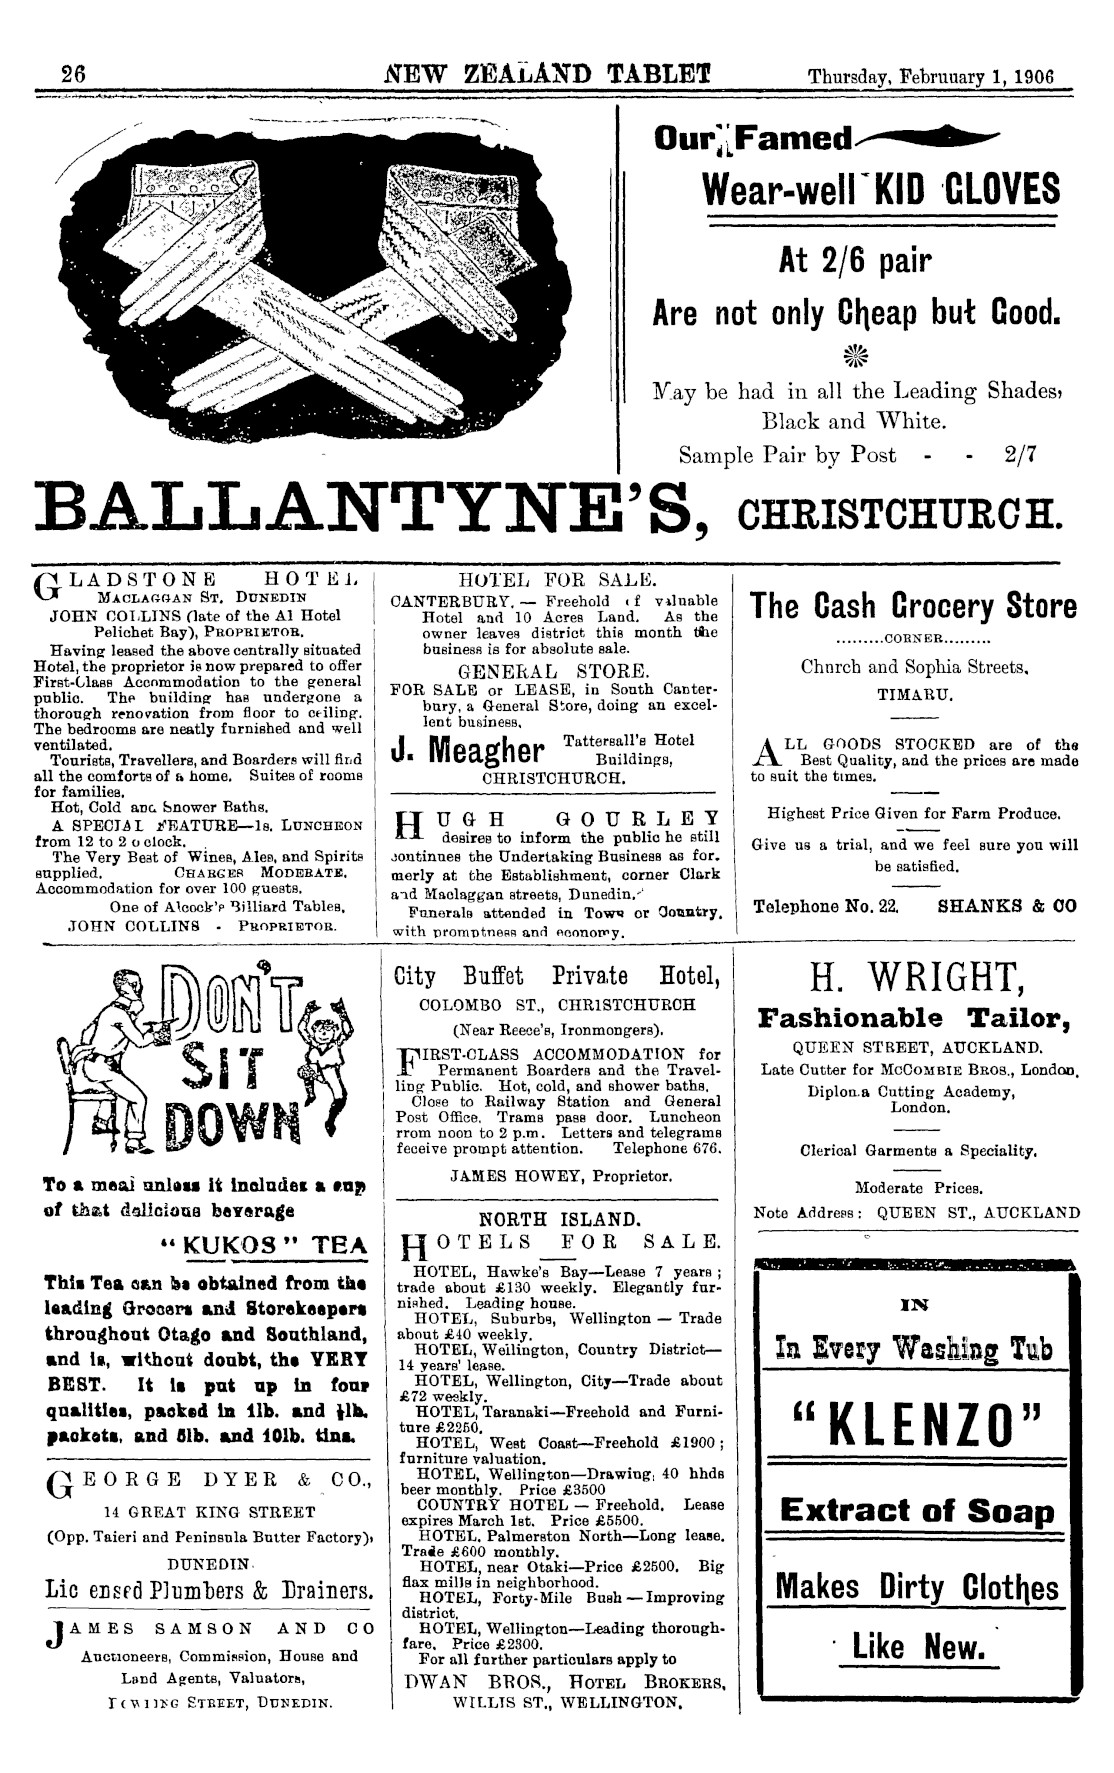 26 NEW ZEALAND TABLET Thursday, Februuary 1, 1906
Our Famed
Wear-well KID GLOVES
At 2/6 pair
Are not only Cheap but Good.
May be had in all the Leading Shades,
Black and White.
Sample Pair by Post - - 2/7
BALLANTYNE'S, CHRISTCHURCH.
GLADSTONE HOTEL
MACLAGGAN ST. DUNEDIN
JOHN COLLINS (late of the A1 Hotel
Pelichet Bay), PROPRIETOR.
Having leased the above centrally situated
Hotel, the proprietor is now prepared to offer
First-Class Accommodation to the general
public. The building has undergone a
thorough renovation from floor to ceiling.
The bedrooms are neatly furnished and well
ventilated.
Tourists, Travellers, and Boarders will find
all the comforts of a home. Suites of rooms
for families.
Hot, Cold and Shower Baths.
A SPECIAL FEATURE—1s. LUNCHEON
from 12 to 2 o clock.
The Very Best of Wines, Ales, and Spirits
supplied. CHARGES MODERATE.
Accommodation for over 100 guests.
One of Alcock's Billiard Tables.
JOHN COLLINS - PROPRIETOR.
HOTEL FOR SALE.
CANTERBURY. — Freehold of valuable
Hotel and 10 Acres Land. As the
owner leaves district this month the
business is for absolute sale.
GENERAL STORE.
FOR SALE or LEASE, in South Canter-
bury, a General Store, doing an excel-
lent business.
J. Meagher Tattersall's Hotel
Buildings,
CHRISTCHURCH.
HUGH GOURLEY
desires to inform the public he still
continues the Undertaking Business as for.
merly at the Establishment, corner Clark
and Maclaggan streets, Dunedin.
Funerals attended in Town or Country.
with promptness and economy.
The Cash Grocery Store
.........CORNER.........
Church and Sophia Streets,
TIMARU.
ALL GOODS STOCKED are of the
Best Quality, and the prices are made
to suit the times.
Highest Price Given for Farm Produce.
Give us a trial, and we feel sure you will
be satisfied.
Telephone No. 22. SHANKS & CO
DON'T
SIT
DOWN
To a meal unless it includes a cup
of that delicious beverage
"KUKOS" TEA
This Tea can be obtained from the
leading Grocers and Storekeepers
throughout Otago and Southland,
and is, without doubt, the VERY
BEST. It is put up in four
qualities, packed in 1lb. and ½lb.
packets, and 5lb. and 10lb. tins.
GEORGE DYER & CO.,
14 GREAT KING STREET
(Opp. Taieri and Peninsula Butter Factory),
DUNEDIN.
Licensed Plumbers & Drainers.
JAMES SAMSON AND CO
Auctioneers, Commission, House and
Land Agents, Valuators,
DOWLING STREET, DUNEDIN.
City Buffet Private Hotel,
COLOMBO ST., CHRISTCHURCH
(Near Reece's, Ironmongers).
FIRST-CLASS ACCOMMODATION for
Permanent Boarders and the Travel-
ling Public. Hot, cold, and shower baths.
Close to Railway Station and General
Post Office. Trams pass door. Luncheon
rrom noon to 2 p.m. Letters and telegrams
feceive prompt attention. Telephone 676.
JAMES HOWEY, Proprietor.
NORTH ISLAND.
HOTELS FOR SALE.
HOTEL, Hawke's Bay—Lease 7 years;
trade about £130 weekly. Elegantly fur-
nished. Leading house.
HOTEL, Suburbs, Wellington — Trade
about £40 weekly.
HOTEL, Wellington, Country District—
14 years' lease.
HOTEL, Wellington, City—Trade about
£72 weekly.
HOTEL, Taranaki—Freehold and Furni-
ture £2250.
HOTEL, West Coast—Freehold £1900;
furniture valuation.
HOTEL, Wellington—Drawing 40 hhds
beer monthly. Price £3500
COUNTRY HOTEL — Freehold. Lease
expires March 1st. Price £5500.
HOTEL, Palmerston North—Long lease.
Trade £600 monthly.
HOTEL, near Otaki—Price £2500. Big
flax mills in neighborhood.
HOTEL, Forty-Mile Bush — Improving
district.
HOTEL, Wellington—Leading thorough-
fare. Price £2300.
For all further particulars apply to
DWAN BROS., HOTEL BROKERS,
WILLIS ST., WELLINGTON.
H. WRIGHT,
Fashionable Tailor,
QUEEN STREET, AUCKLAND.
Late Cutter for MCCOMBIE BROS., London.
Diploma Cutting Academy,
London.
Clerical Garments a Speciality.
Moderate Prices.
Note Address: QUEEN ST., AUCKLAND
IN
In Every Washing Tub
"KLENZO"
Extract of Soap
Makes Dirty Clothes
Like New.